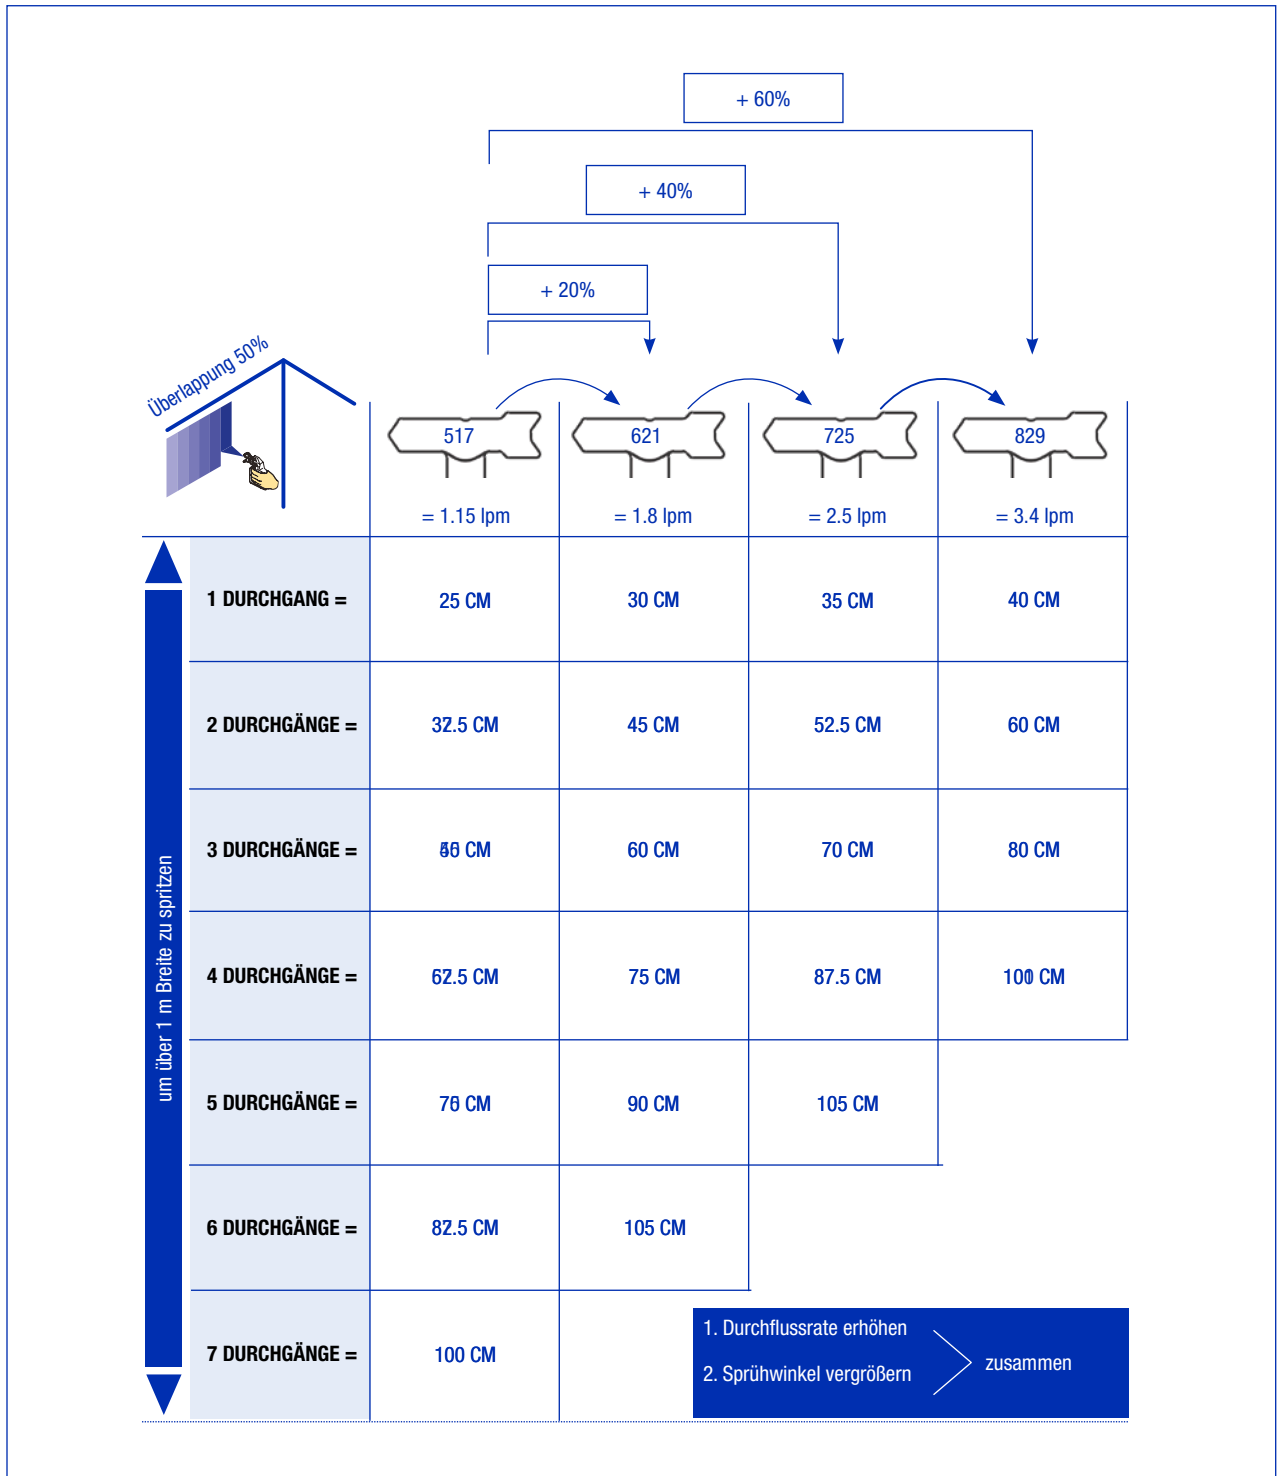 + 60%
+ 40%
+ 20%
Überlappung 50%
517 621 725 829
= 1.15 lpm = 1.8 lpm = 2.5 lpm = 3.4 lpm
um über 1 m Breite zu spritzen
1 DURCHGANG = 25 CM 30 CM 35 CM 40 CM
2 DURCHGÄNGE = 37.5 CM 45 CM 52.5 CM 60 CM
3 DURCHGÄNGE = CM 60 CM 70 CM 80 CM
4 DURCHGÄNGE = 62.5 CM 75 CM 87.5 CM 100 CM
5 DURCHGÄNGE = 75 CM 90 CM 105 CM
6 DURCHGÄNGE = 87.5 CM 105 CM
7 DURCHGÄNGE = 100 CM
1. Durchflussrate erhöhen
2. Sprühwinkel vergrößern
zusammen